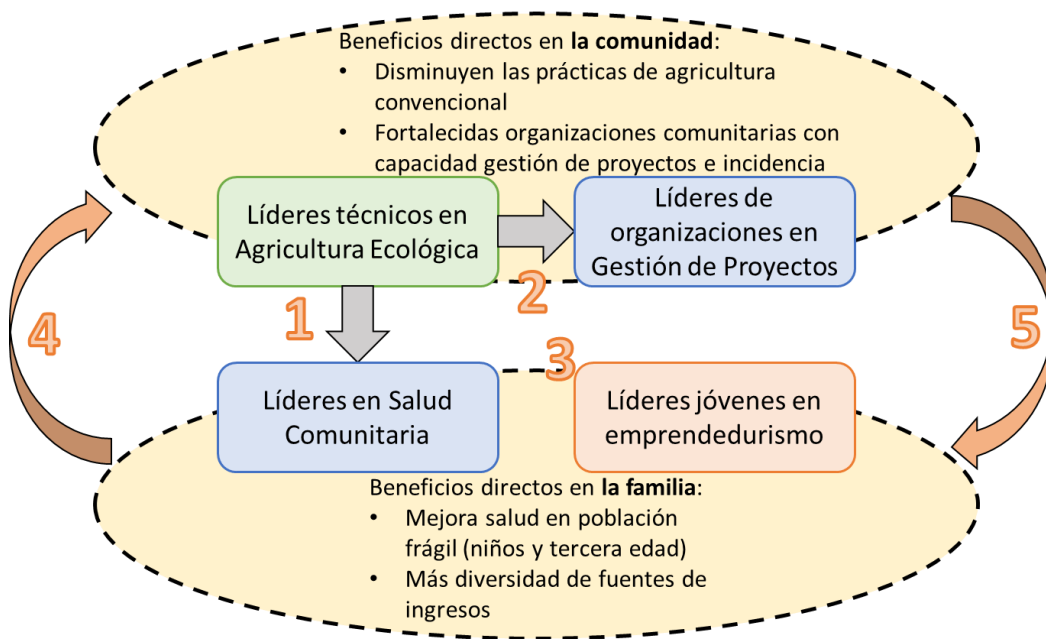 Beneficios directos en la comunidad:
• Disminuyen las prácticas de agricultura
convencional
• Fortalecidas organizaciones comunitarias con
capacidad gestión de proyectos e incidencia
Líderes técnicos en
Agricultura Ecológica
Líderes de
organizaciones en
Gestión de Proyectos
1
2
3
4
5
Líderes en Salud
Comunitaria
Líderes jóvenes en
emprendedurismo
Beneficios directos en la familia:
• Mejora salud en población
frágil (niños y tercera edad)
• Más diversidad de fuentes de
ingresos